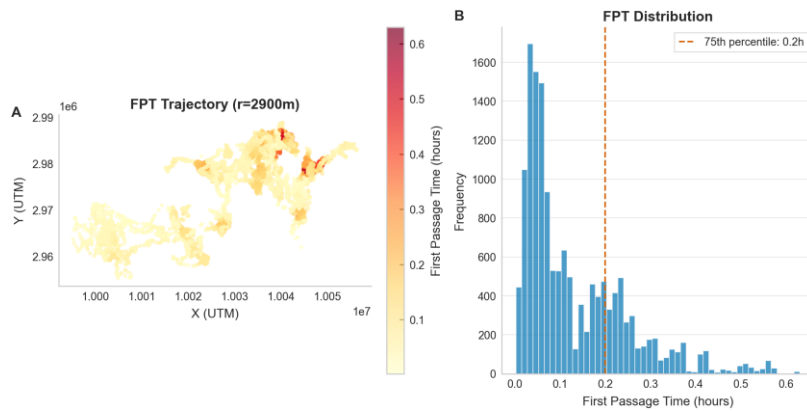 A
FPT Trajectory (r=2900m)
1e6
2.99
2.98
2.97
2.96
Y (UTM)
1.000
1.001
1.002
1.003
1.004
1.005
1e7
X (UTM)
0.6
0.5
0.4
0.3
0.2
0.1
First Passage Time (hours)
B
FPT Distribution
75th percentile: 0.2h
1600
1400
1200
1000
800
600
400
200
0
Frequency
0.0
0.1
0.2
0.3
0.4
0.5
0.6
First Passage Time (hours)